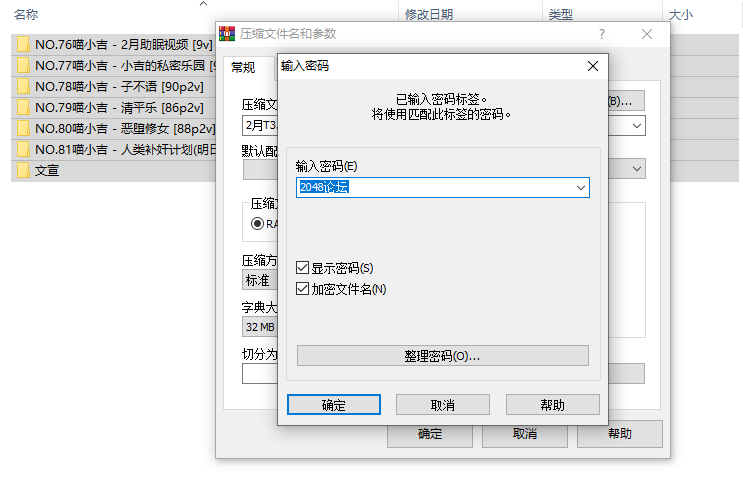 名称
修改日期
类型
大小
NO.76喵小吉 - 2月助眠视频 [9v]
NO.77喵小吉 - 小吉的私密乐园 [9
NO.78喵小吉 - 子不语 [90p2v]
NO.79喵小吉 - 清平乐 [86p2v]
NO.80喵小吉 - 恶堕修女 [88p2v]
NO.81喵小吉 - 人类补奸计划(明日
文宣
压缩文件名和参数
?
常规
压缩文
(B)...
2月T3
默认配
压缩文
RA
压缩方
标准
字典大
32 MB
切分为
确定
取消
帮助
输入密码
已输入密码标签。
将使用匹配此标签的密码。
输入密码(E)
2048论坛
显示密码(S)
加密文件名(N)
整理密码(O)...
确定
取消
帮助